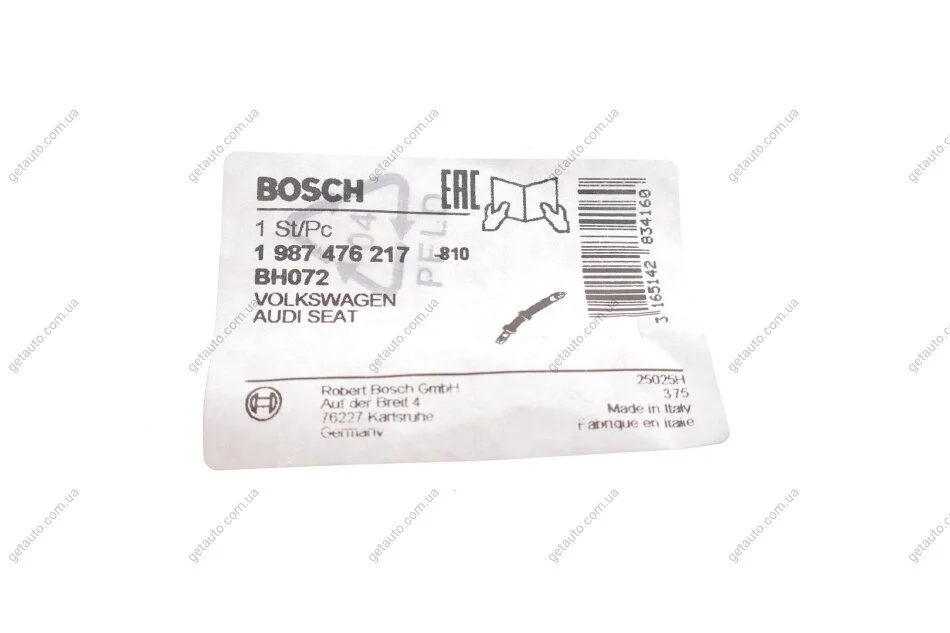 BOSCH
EAC
1 St/Pc
1 987 476 217 -810
BH072
VOLKSWAGEN
AUDI SEAT
04
PELD
3 165142 834160
Robert Bosch GmbH
Auf der Breit 4
76227 Karlsruhe
Germany
25025H
375
Made in Italy
Fabriqué en Italie
getauto.com.ua